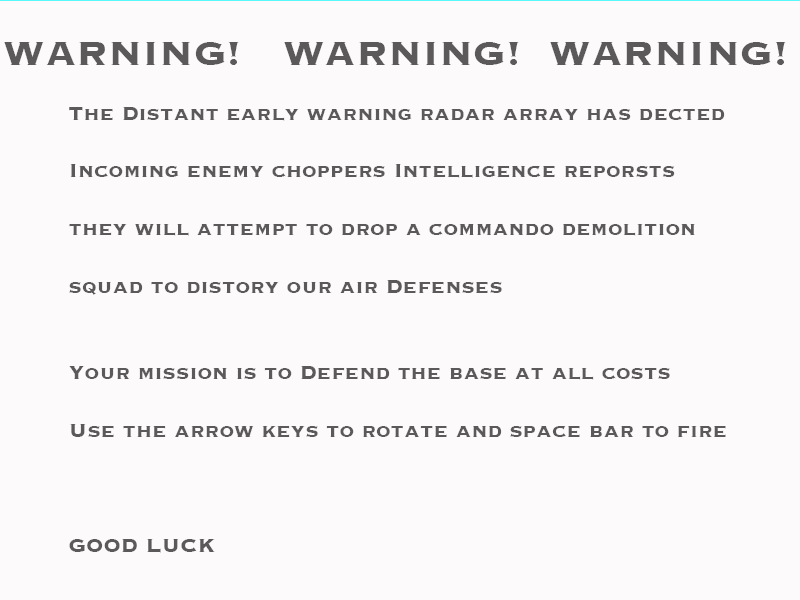 WARNING! WARNING! WARNING!
The Distant early warning radar array has dected
Incoming enemy choppers Intelligence reporsts
they will attempt to drop a commando demolition
squad to distory our air Defenses
Your mission is to Defend the base at all costs
Use the arrow keys to rotate and space bar to fire
good luck